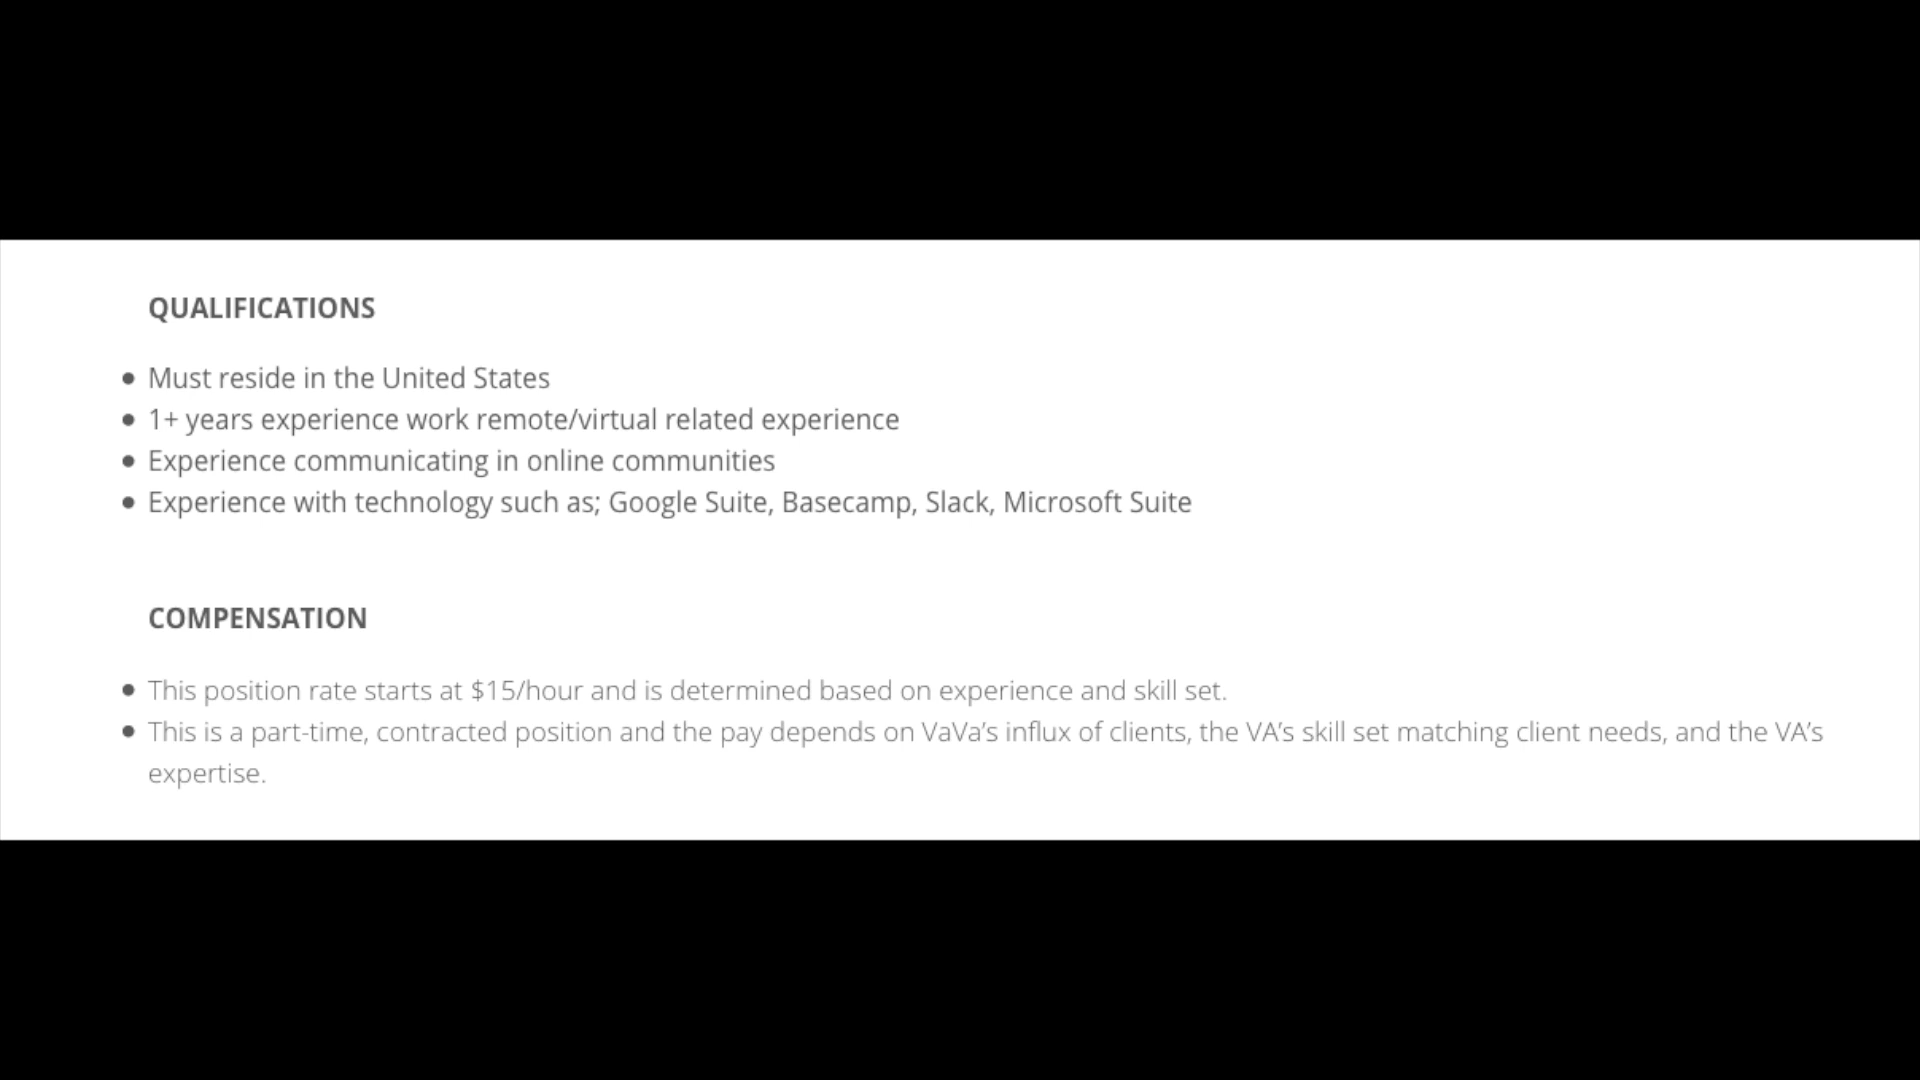 QUALIFICATIONS
● Must reside in the United States
● 1+ years experience work remote/virtual related experience
● Experience communicating in online communities
● Experience with technology such as; Google Suite, Basecamp, Slack, Microsoft Suite
COMPENSATION
● This position rate starts at $15/hour and is determined based on experience and skill set.
● This is a part-time, contracted position and the pay depends on VaVa’s influx of clients, the VA’s skill set matching client needs, and the VA’s
expertise.